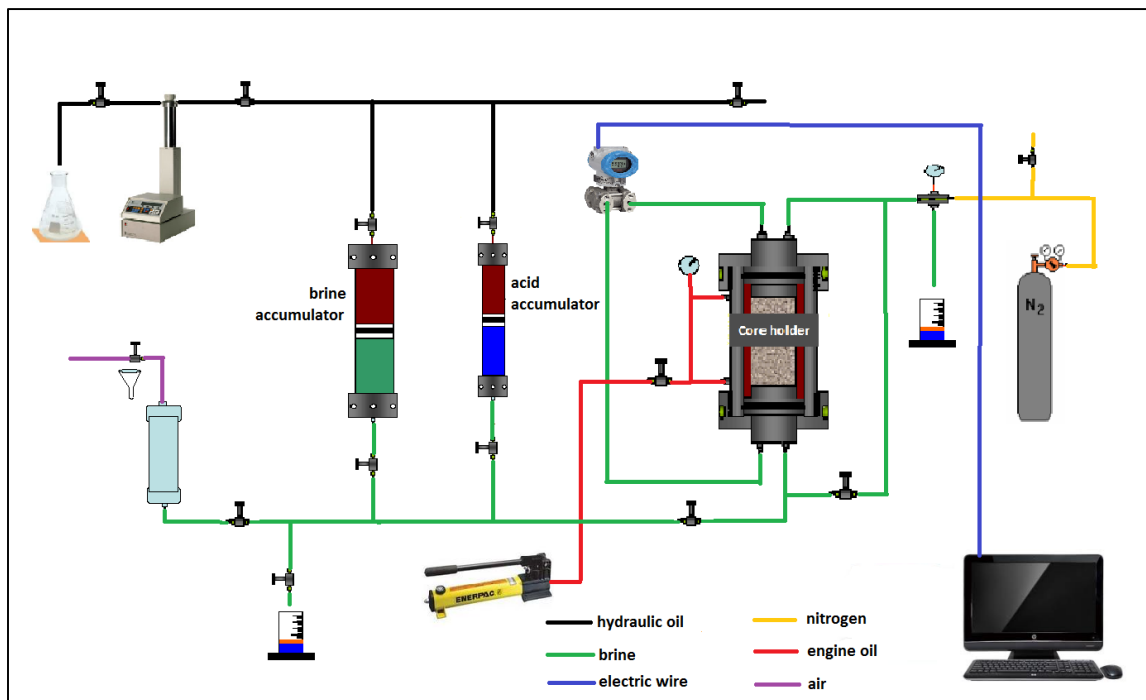 brine
accumulator
acid
accumulator
Core holder
N2
ENERPAC
hydraulic oil
brine
electric wire
nitrogen
engine oil
air